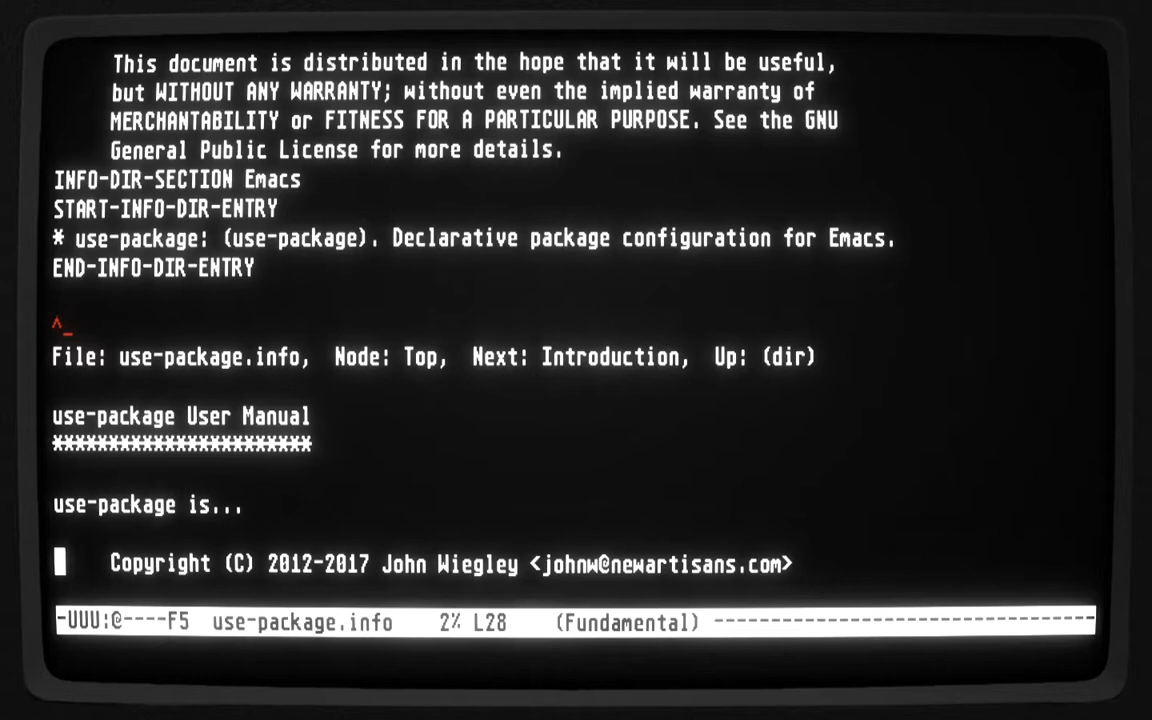 This document is distributed in the hope that it will be useful,
but WITHOUT ANY WARRANTY; without even the implied warranty of
MERCHANTABILITY or FITNESS FOR A PARTICULAR PURPOSE. See the GNU
General Public License for more details.
INFO-DIR-SECTION Emacs
START-INFO-DIR-ENTRY
* use-package: (use-package). Declarative package configuration for Emacs.
END-INFO-DIR-ENTRY
^_
File: use-package.info,  Node: Top,  Next: Introduction,  Up: (dir)
use-package User Manual
***********************
use-package is...
Copyright (C) 2012-2017 John Wiegley <johnw@newartisans.com>
-UUU:@----F5  use-package.info    2% L28    (Fundamental) ----------------------------------